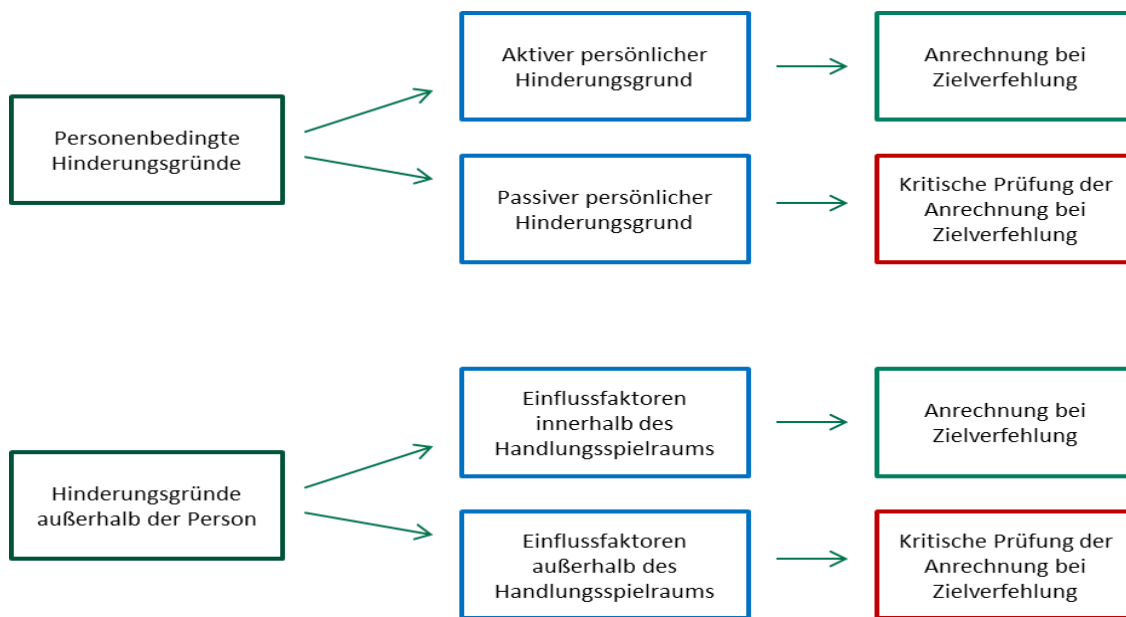 Personenbedingte
Hinderungsgründe
Aktiver persönlicher
Hinderungsgrund
Anrechnung bei
Zielverfehlung
Passiver persönlicher
Hinderungsgrund
Kritische Prüfung der
Anrechnung bei
Zielverfehlung
Hinderungsgründe
außerhalb der Person
Einflussfaktoren
innerhalb des
Handlungsspielraums
Anrechnung bei
Zielverfehlung
Einflussfaktoren
außerhalb des
Handlungsspielraums
Kritische Prüfung der
Anrechnung bei
Zielverfehlung